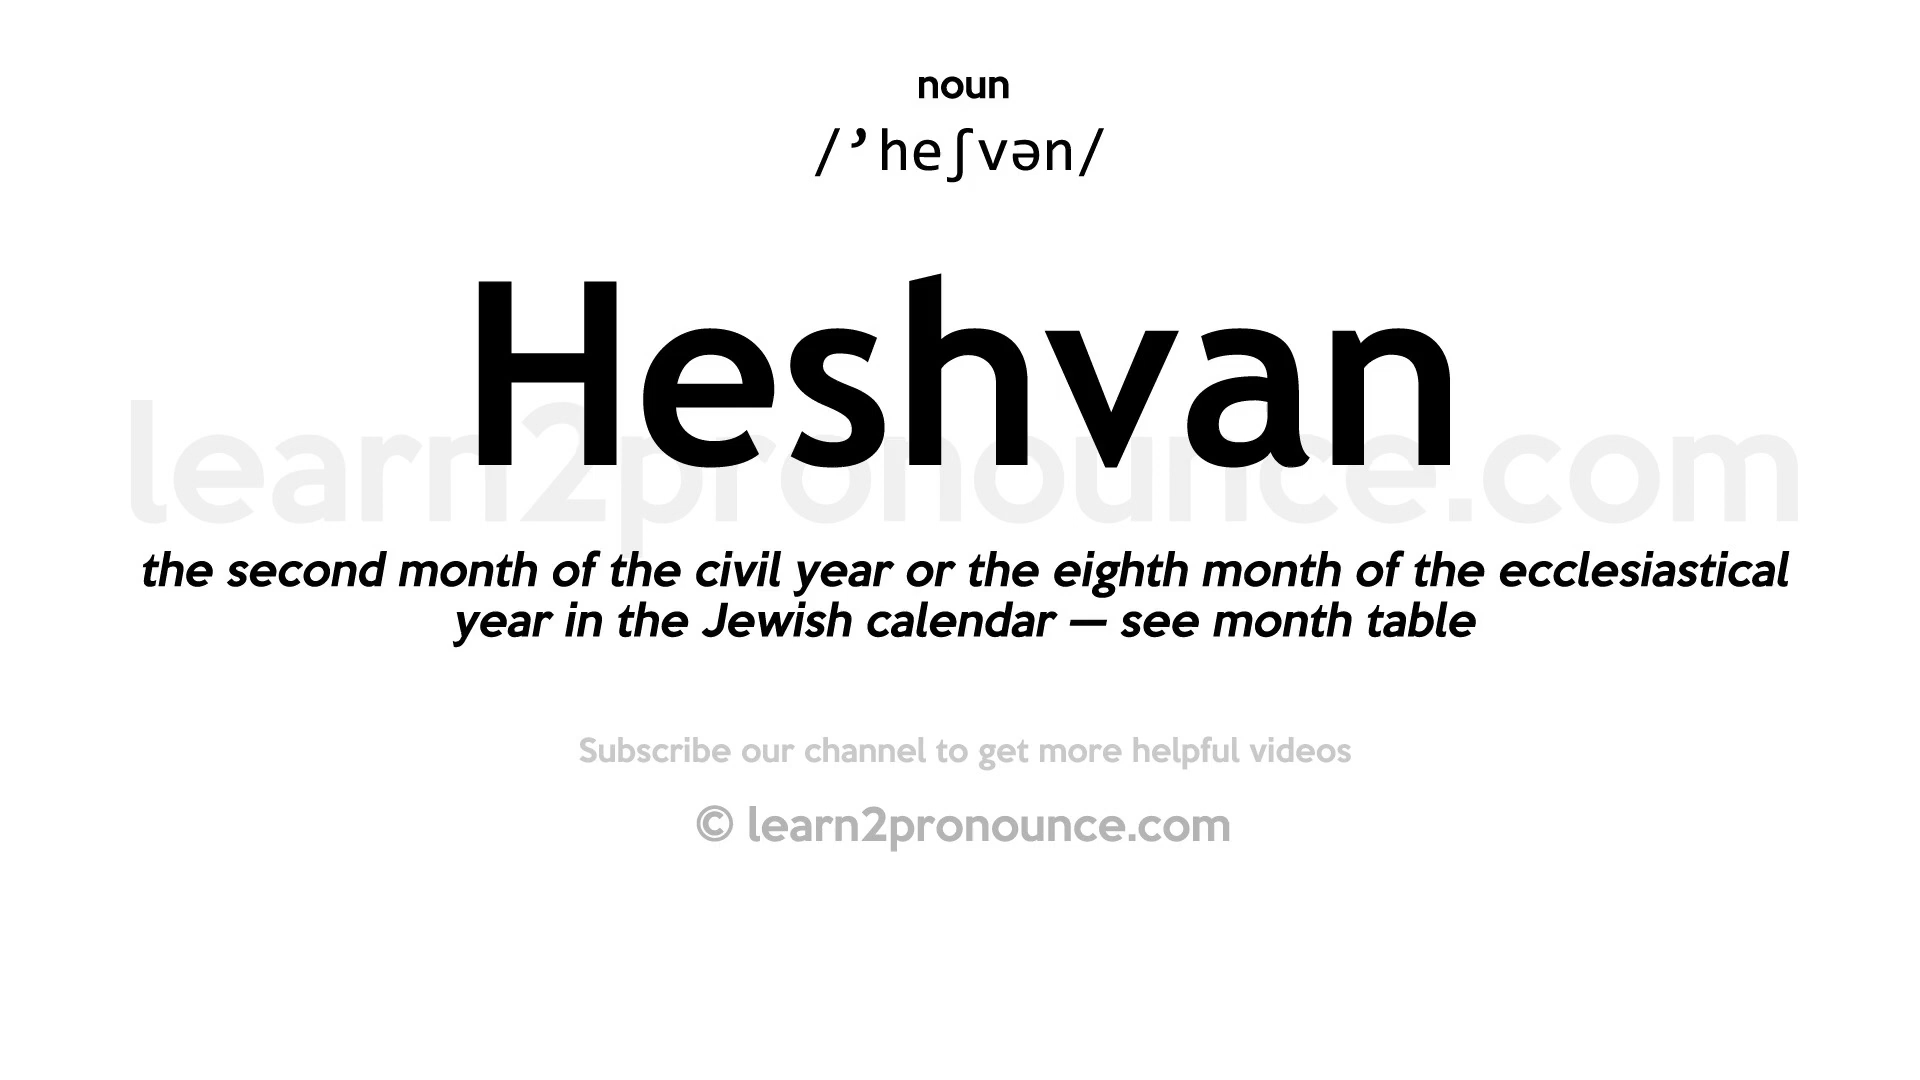 noun
/ʼheʃvən/
Heshvan
learn2pronounce.com
the second month of the civil year or the eighth month of the ecclesiastical
year in the Jewish calendar — see month table
Subscribe our channel to get more helpful videos
© learn2pronounce.com